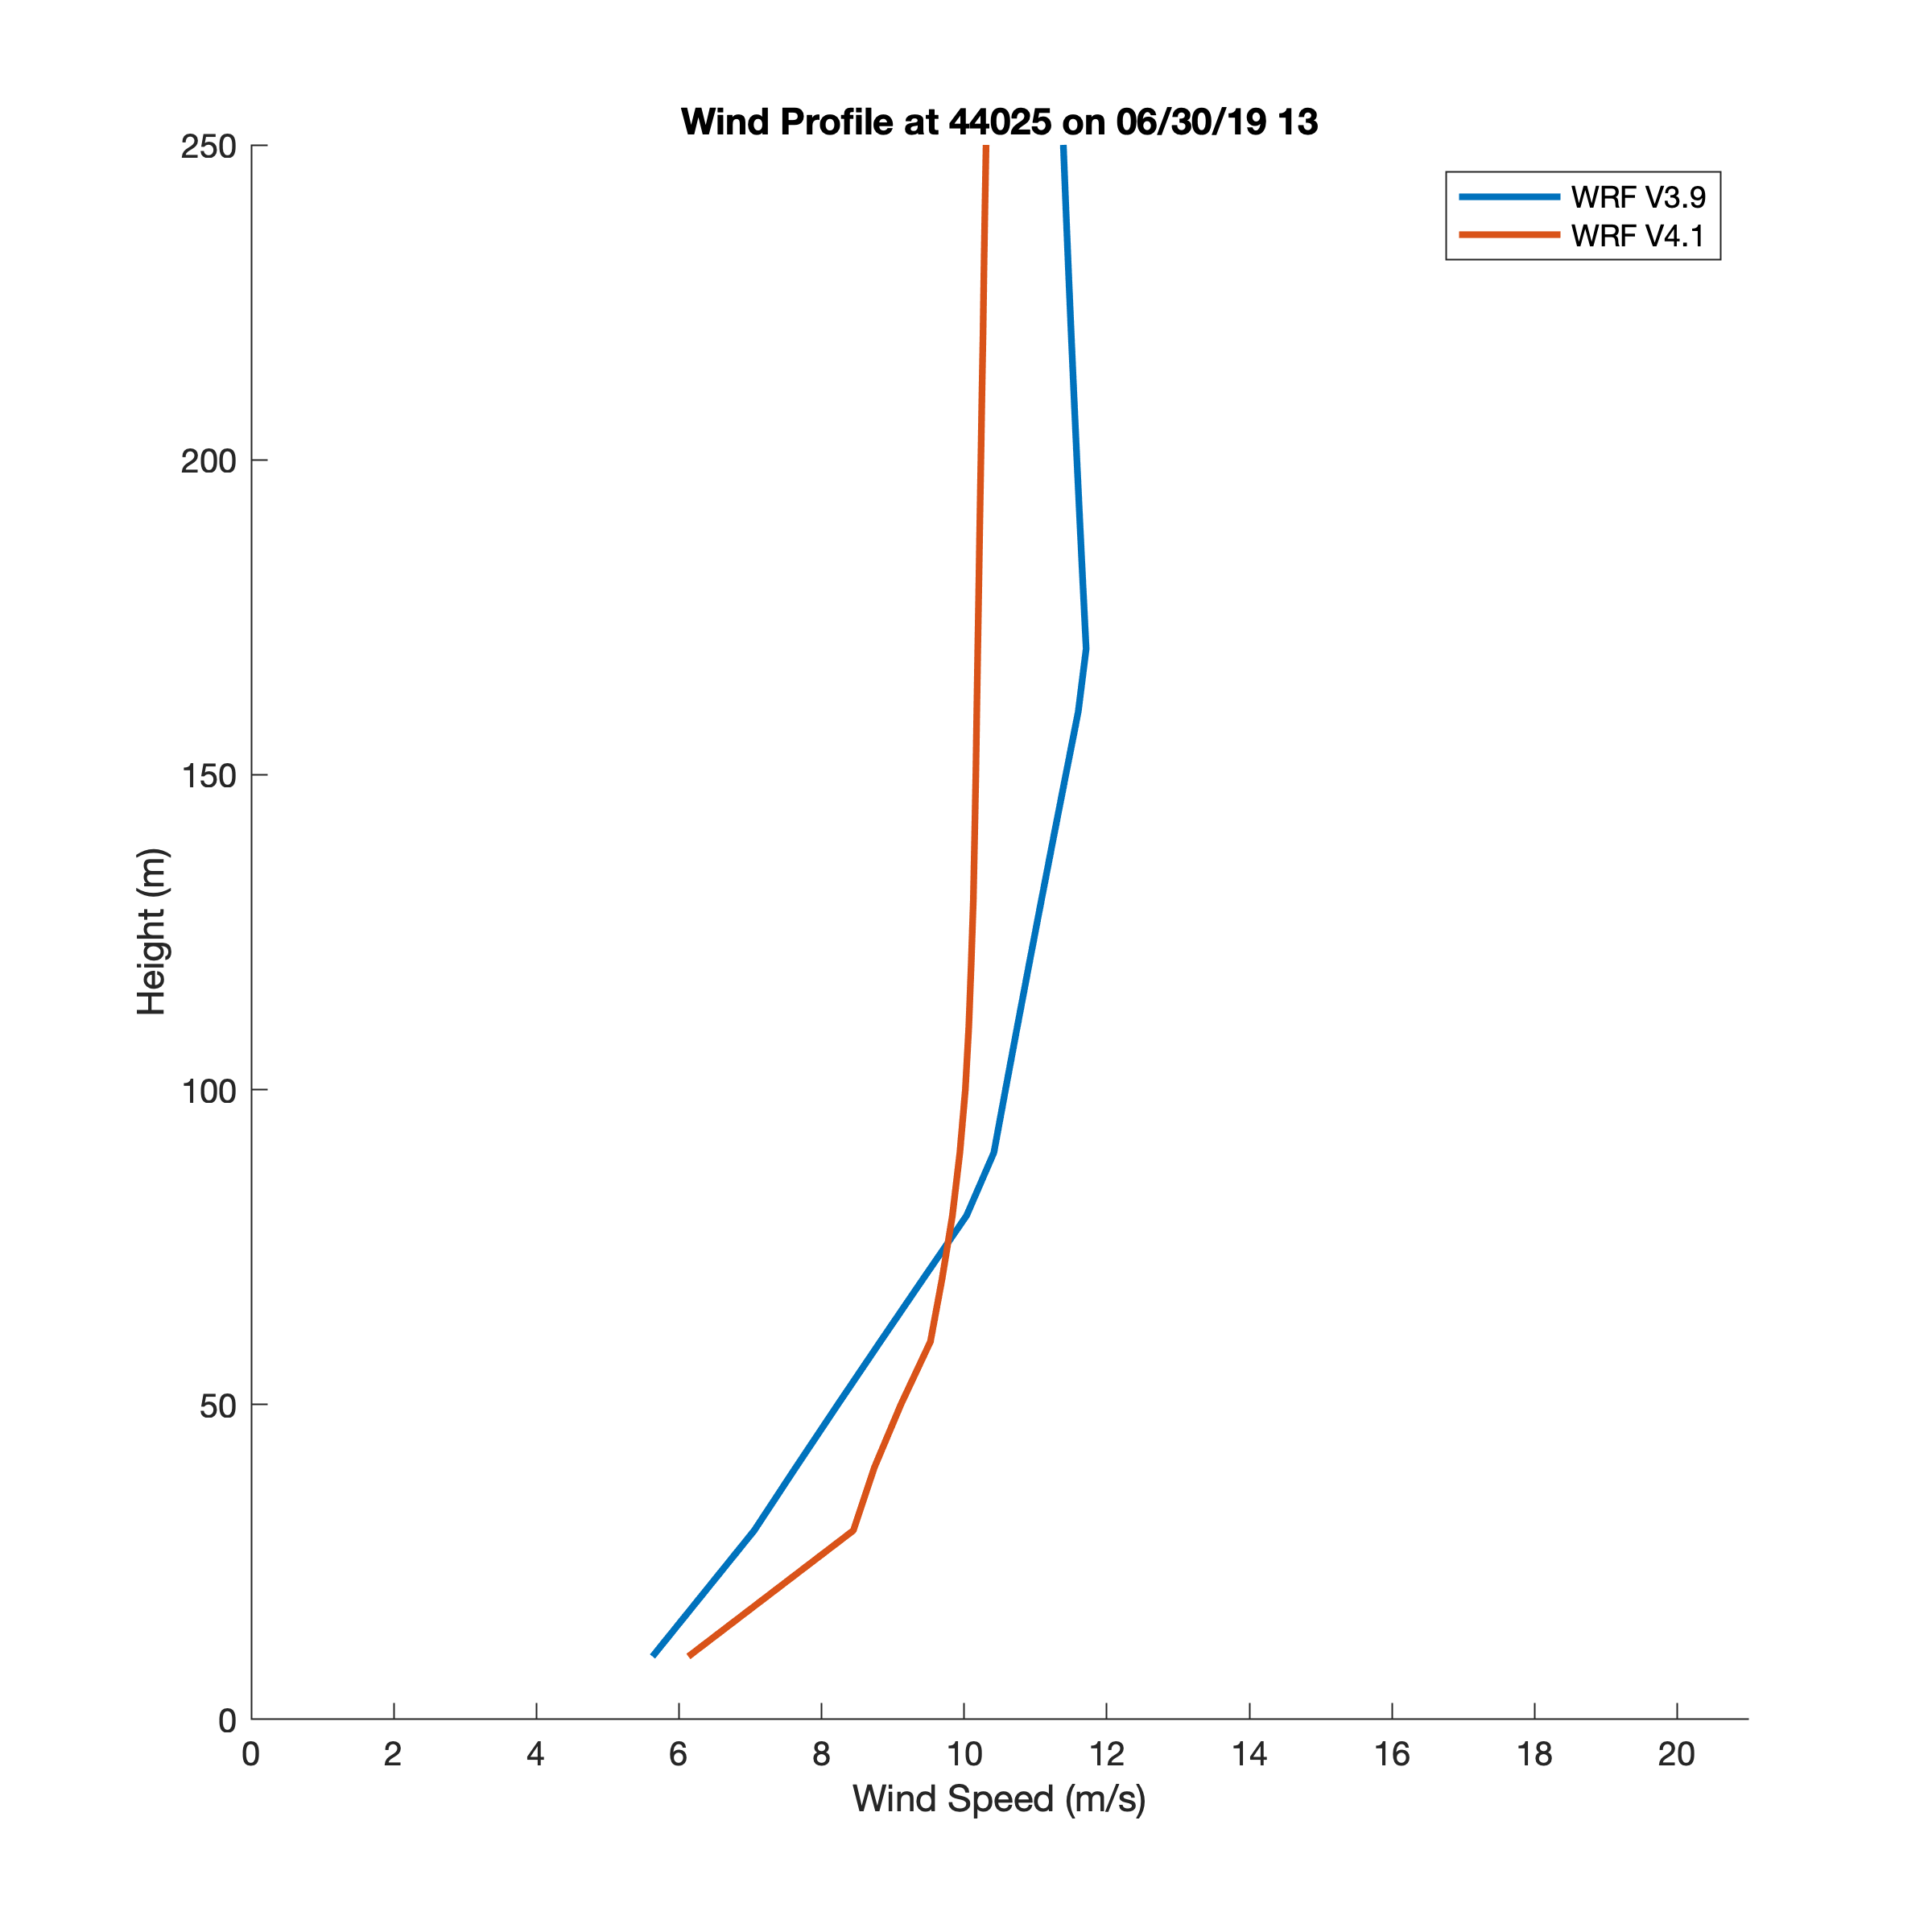 Wind Profile at 44025 on 06/30/19 13
WRF V3.9
WRF V4.1
250
200
150
100
50
0
Height (m)
0 2 4 6 8 10 12 14 16 18 20
Wind Speed (m/s)